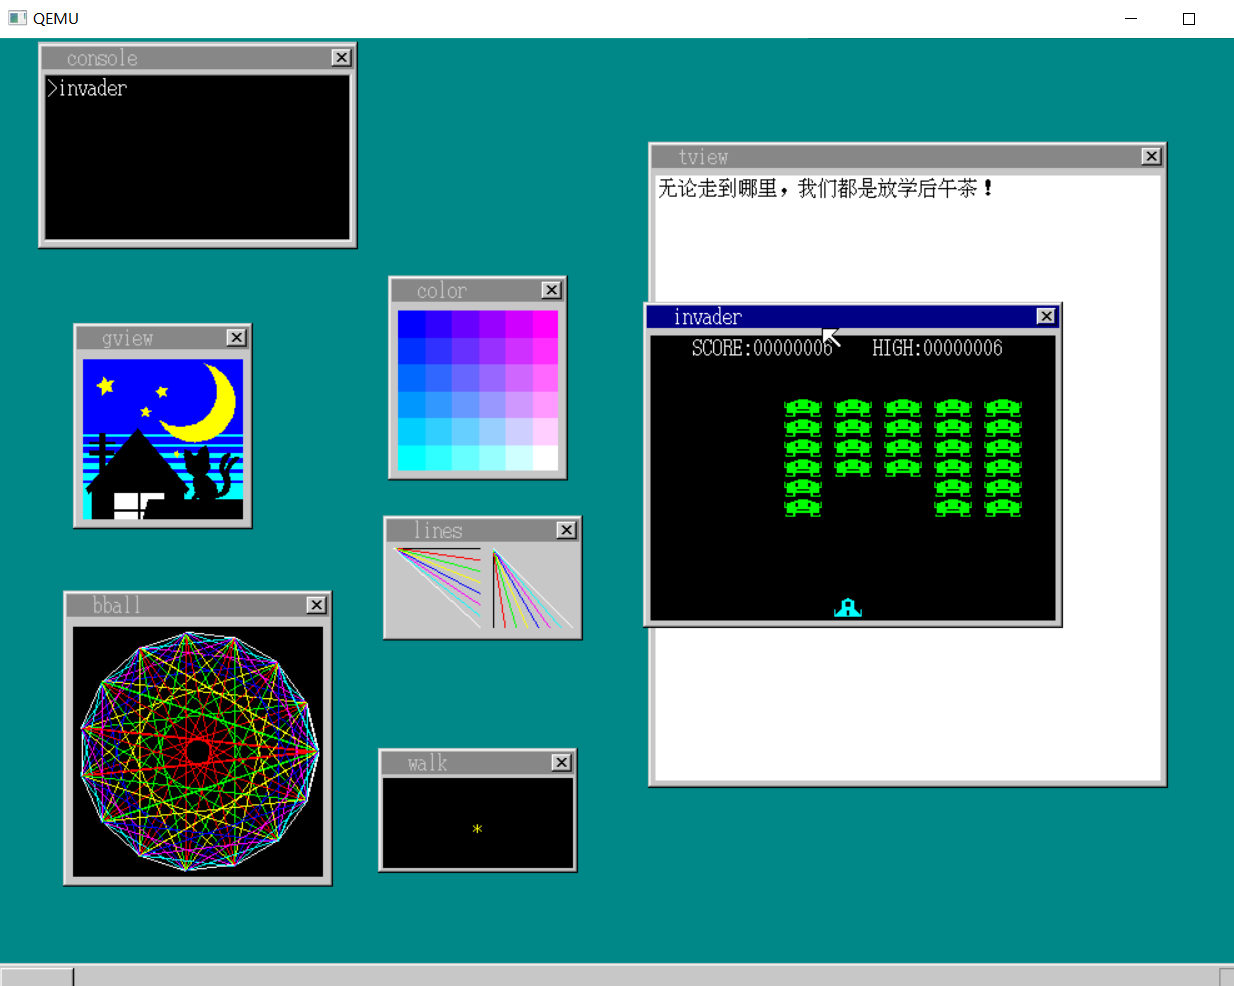 QEMU
console
>invader
tview
无论走到哪里，我们都是放学后午茶！
color
invader
SCORE:00000006 HIGH:00000006
gview
lines
bball
walk
*